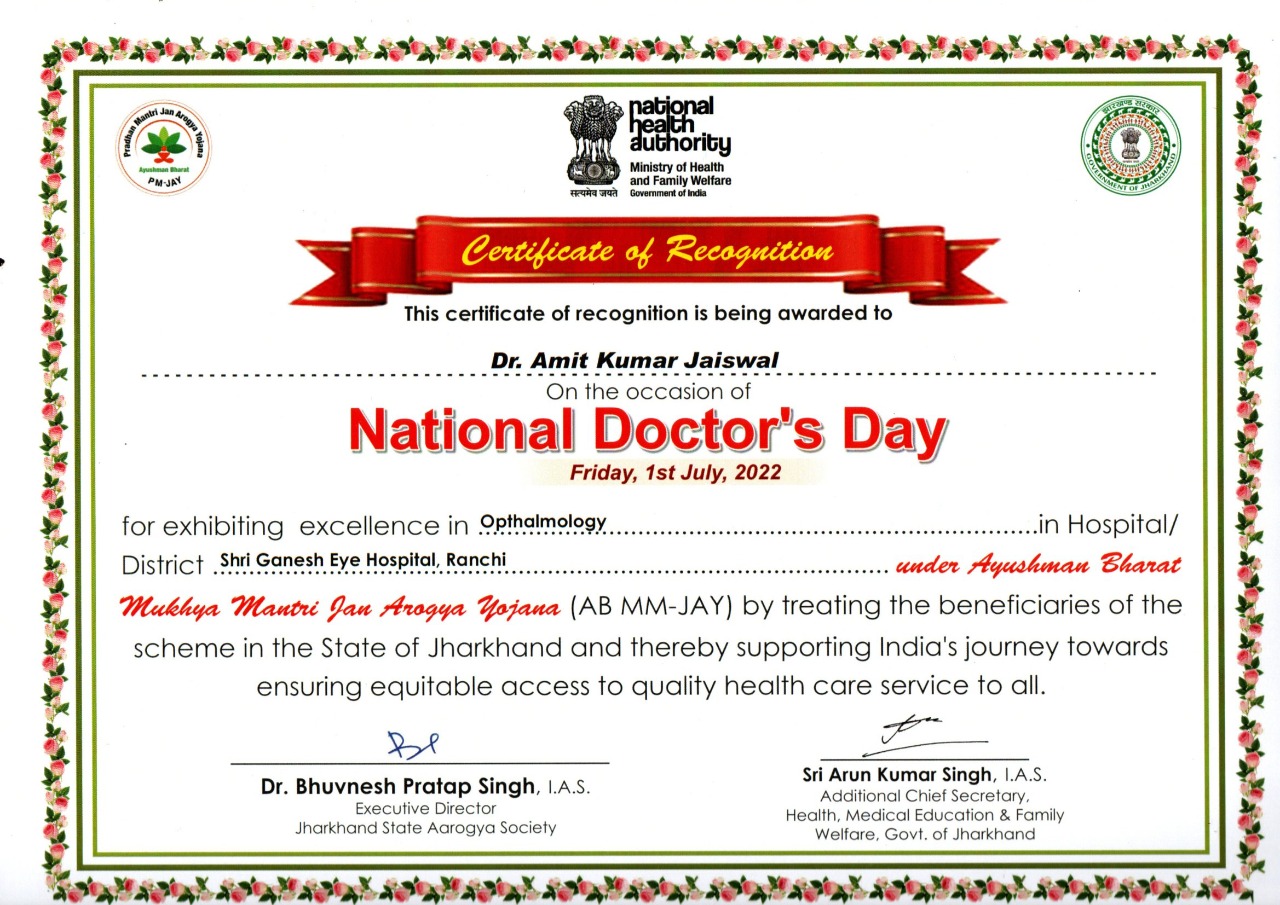 Pradhan Mantri Jan Arogya Yojana
Ayushman Bharat
PM-JAY
national
health
authority
Ministry of Health
and Family Welfare
Government of India
सत्यमेव जयते
झारखण्ड सरकार
GOVERNMENT OF JHARKHAND
Certificate of Recognition
This certificate of recognition is being awarded to
Dr. Amit Kumar Jaiswal
On the occasion of
National Doctor's Day
Friday, 1st July, 2022
for exhibiting excellence in Opthalmology in Hospital/
District Shri Ganesh Eye Hospital, Ranchi under Ayushman Bharat
Mukhya Mantri Jan Arogya Yojana (AB MM-JAY) by treating the beneficiaries of the
scheme in the State of Jharkhand and thereby supporting India's journey towards
ensuring equitable access to quality health care service to all.
Dr. Bhuvnesh Pratap Singh, I.A.S.
Executive Director
Jharkhand State Aarogya Society
Sri Arun Kumar Singh, I.A.S.
Additional Chief Secretary,
Health, Medical Education & Family
Welfare, Govt. of Jharkhand